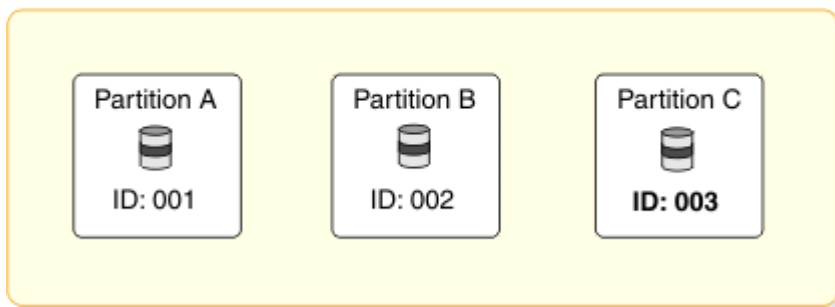 Partition A
ID: 001
Partition B
ID: 002
Partition C
ID: 003